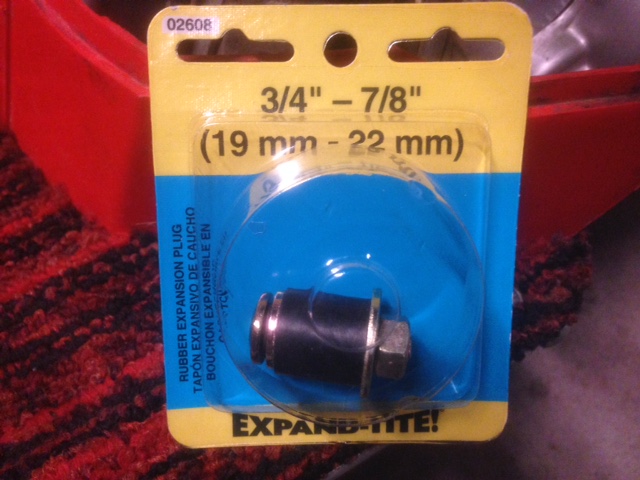 02608
3/4" – 7/8"
(19 mm - 22 mm)
RUBBER EXPANSION PLUG
TAPÓN EXPANSIVO DE CAUCHO
BOUCHON EXPANSIBLE EN
EXPAND-TITE!